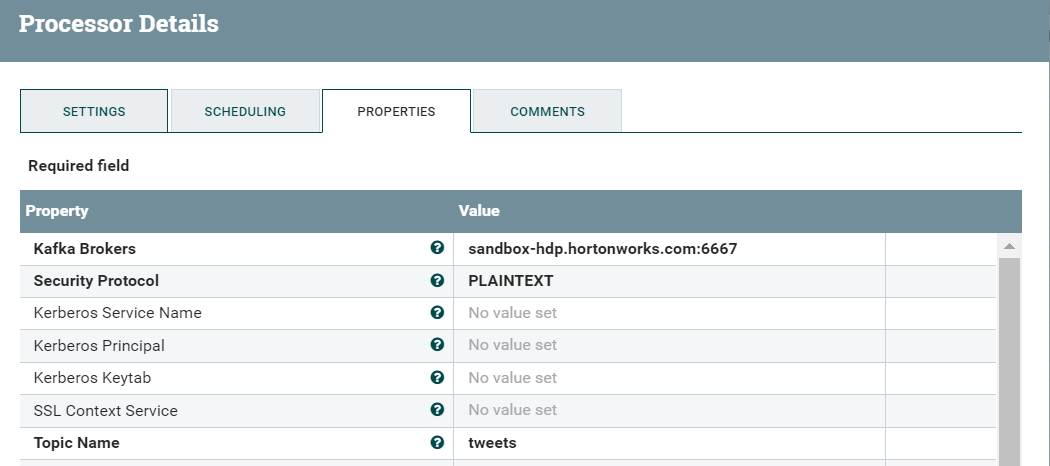 Processor Details
SETTINGS SCHEDULING PROPERTIES COMMENTS
Required field
Property Value
Kafka Brokers sandbox-hdp.hortonworks.com:6667
Security Protocol PLAINTEXT
Kerberos Service Name No value set
Kerberos Principal No value set
Kerberos Keytab No value set
SSL Context Service No value set
Topic Name tweets